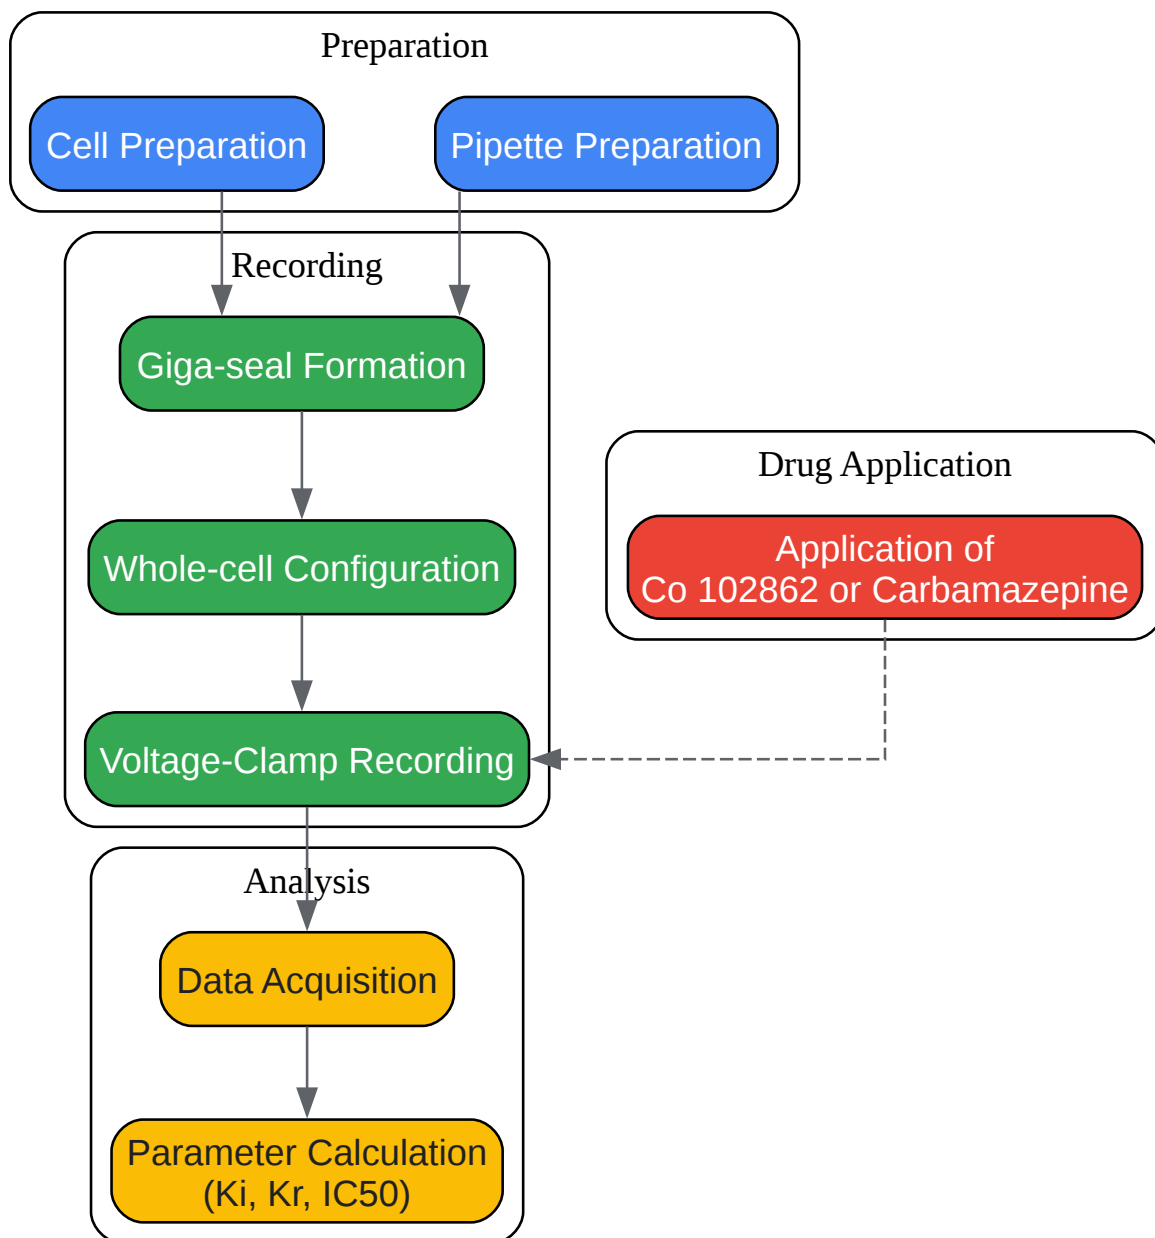 Preparation
Cell Preparation
Pipette Preparation
Recording
Giga-seal Formation
Whole-cell Configuration
Voltage-Clamp Recording
Drug Application
Application of
Co 102862 or Carbamazepine
Analysis
Data Acquisition
Parameter Calculation
(Ki, Kr, IC50)